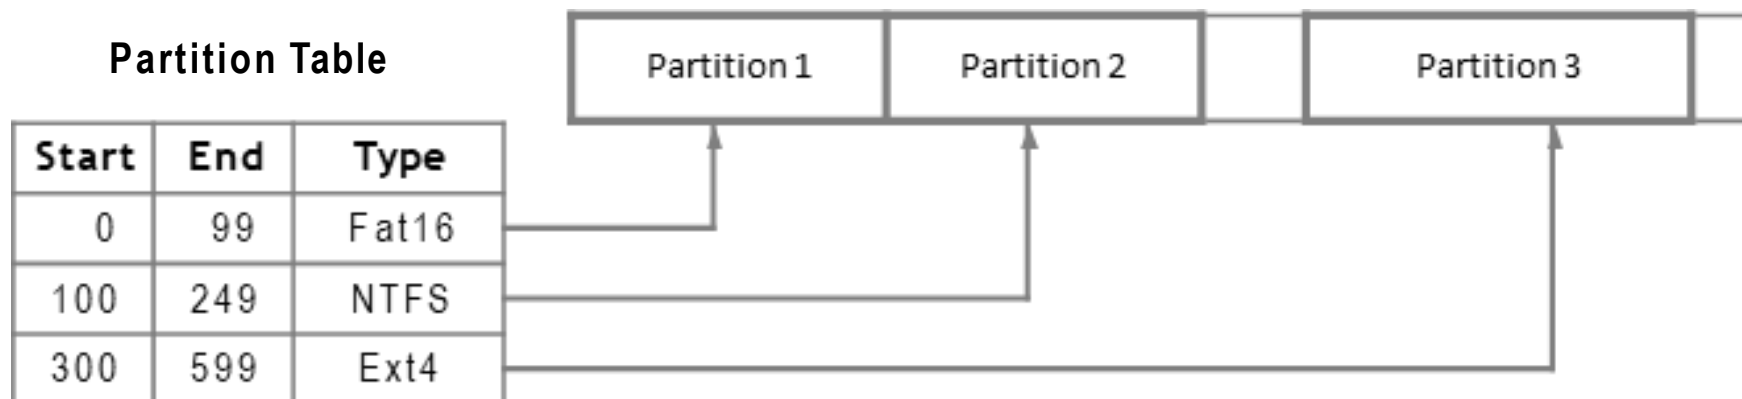 Partition Table
Partition 1 Partition 2 Partition 3
Start End Type
0 99 Fat16
100 249 NTFS
300 599 Ext4